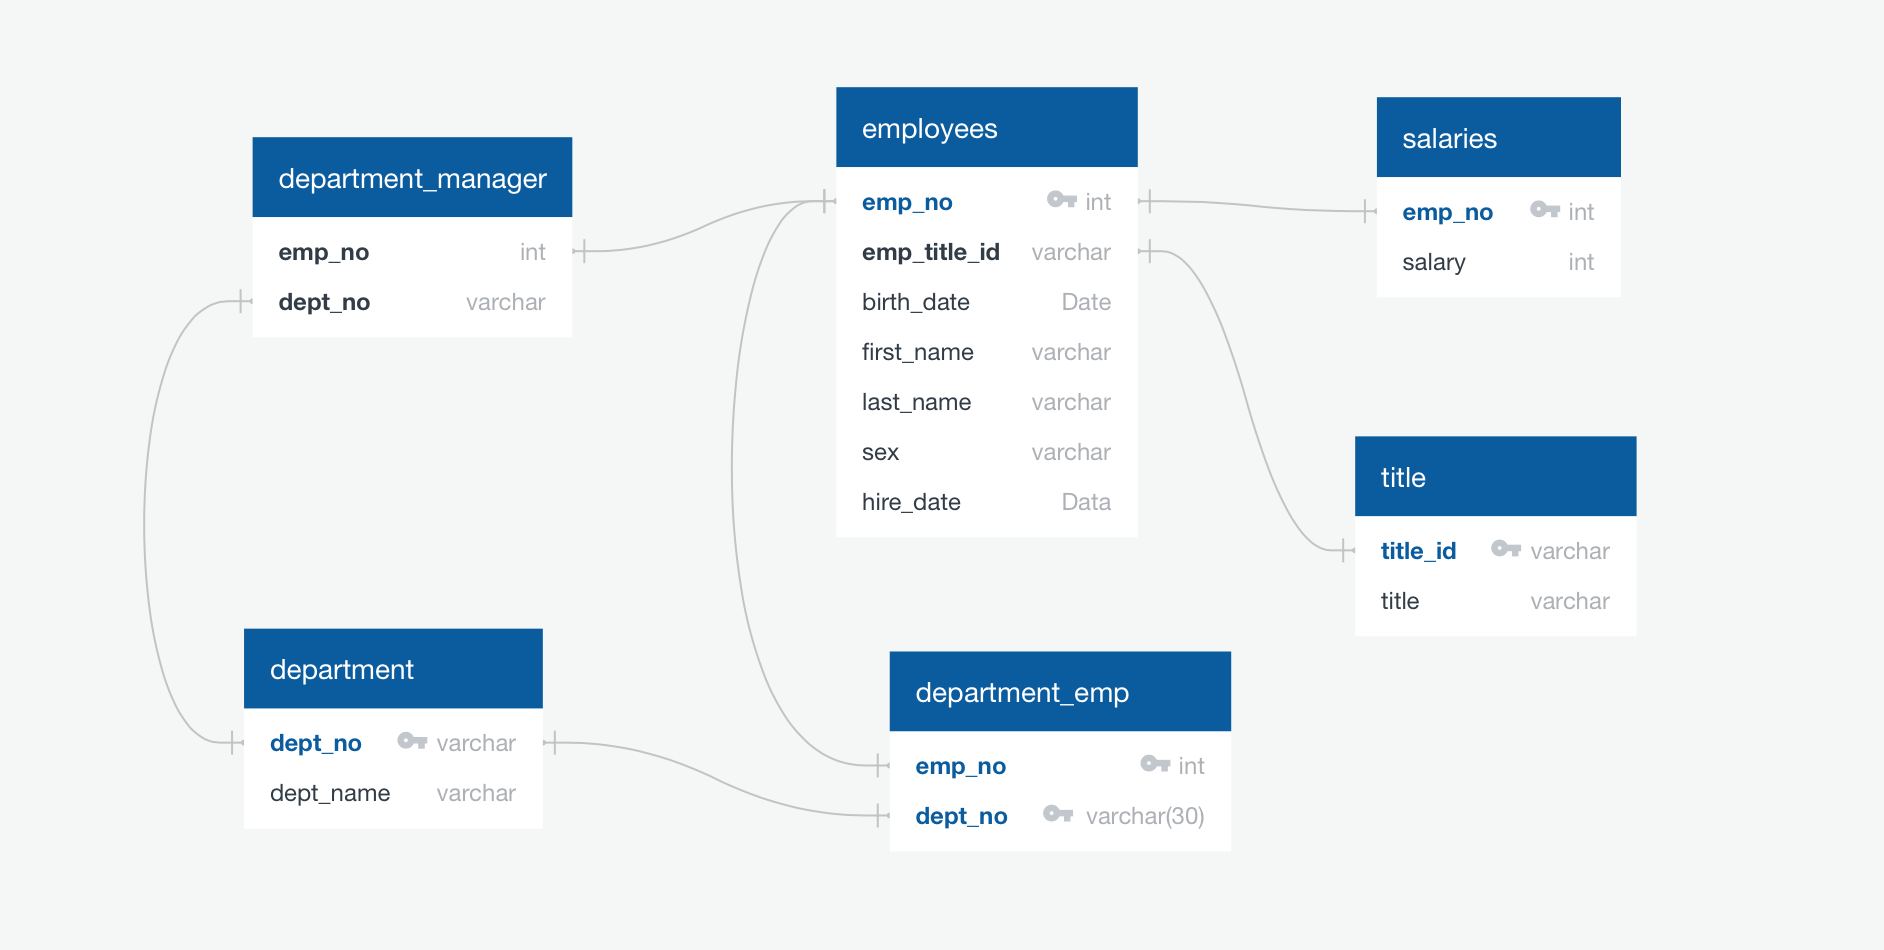 department_manager
emp_no int
dept_no varchar
employees
emp_no int
emp_title_id varchar
birth_date Date
first_name varchar
last_name varchar
sex varchar
hire_date Data
salaries
emp_no int
salary int
title
title_id varchar
title varchar
department
dept_no varchar
dept_name varchar
department_emp
emp_no int
dept_no varchar(30)